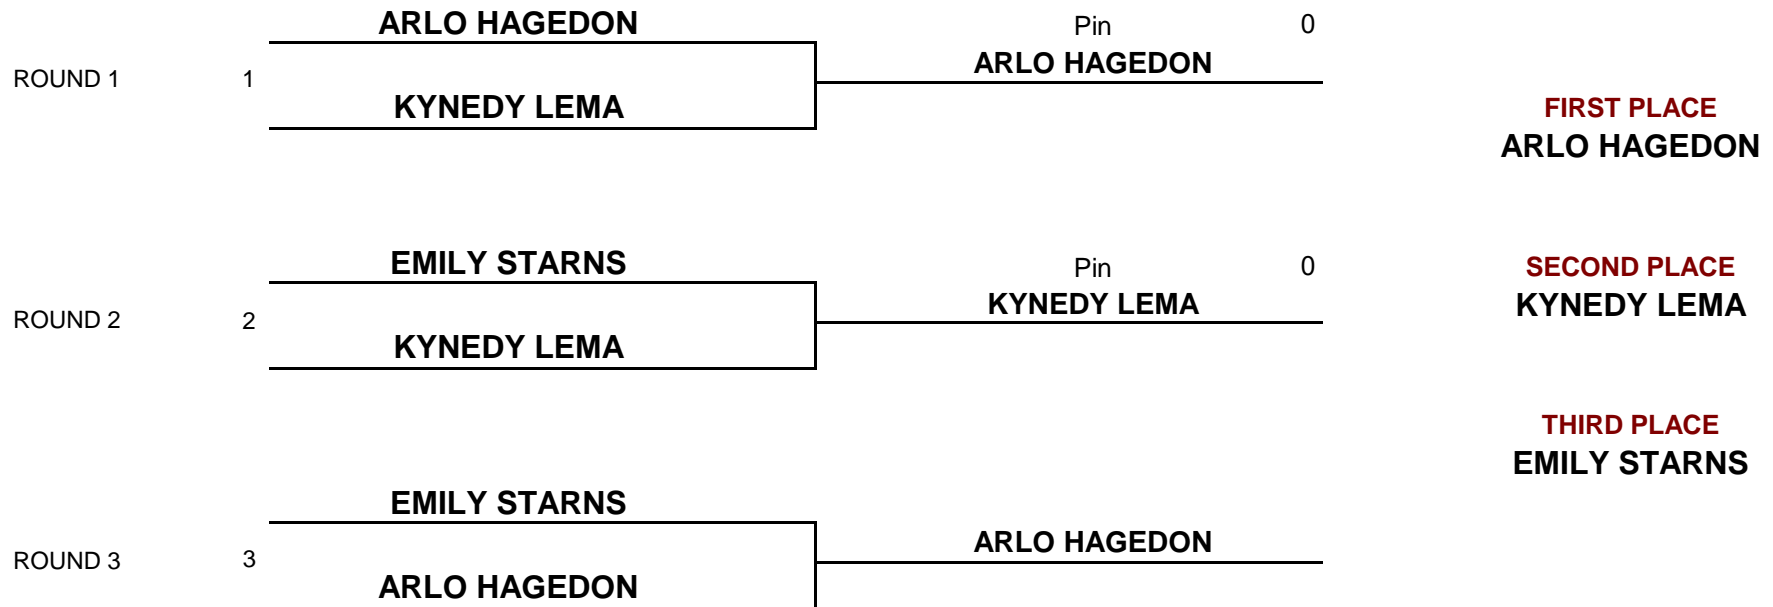 ARLO HAGEDON
Pin 0
ARLO HAGEDON
ROUND 1 1
KYNEDY LEMA
FIRST PLACE
ARLO HAGEDON
EMILY STARNS
Pin 0
KYNEDY LEMA
ROUND 2 2
KYNEDY LEMA
SECOND PLACE
KYNEDY LEMA
THIRD PLACE
EMILY STARNS
EMILY STARNS
ARLO HAGEDON
ROUND 3 3
ARLO HAGEDON